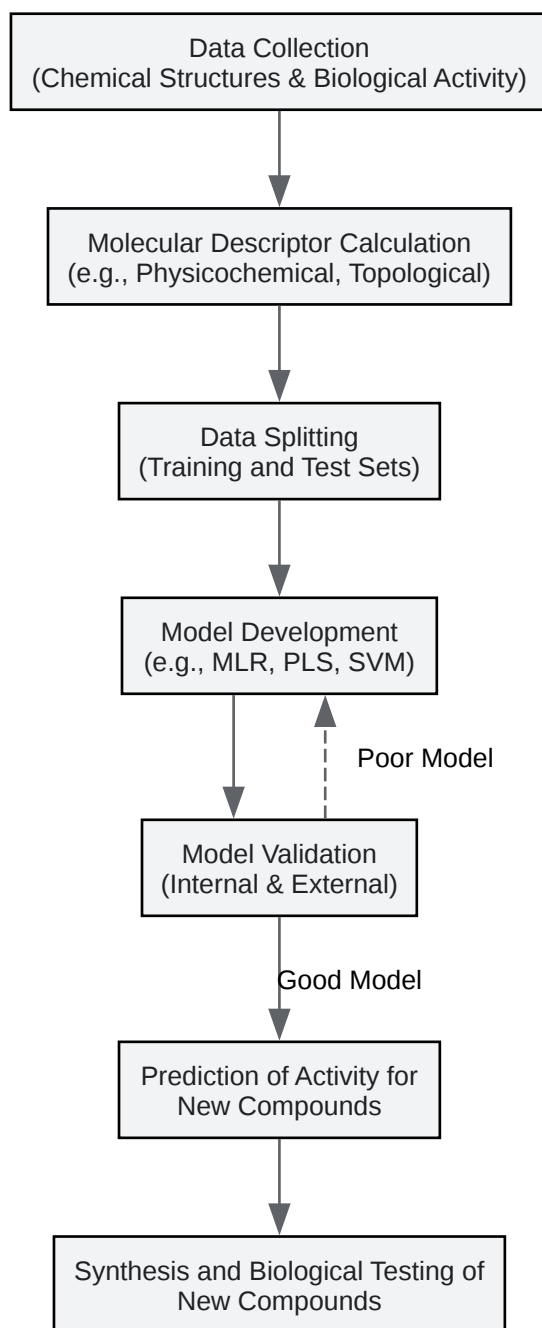 Data Collection
(Chemical Structures & Biological Activity)
Molecular Descriptor Calculation
(e.g., Physicochemical, Topological)
Data Splitting
(Training and Test Sets)
Model Development
(e.g., MLR, PLS, SVM)
Poor Model
Model Validation
(Internal & External)
Good Model
Prediction of Activity for
New Compounds
Synthesis and Biological Testing of
New Compounds